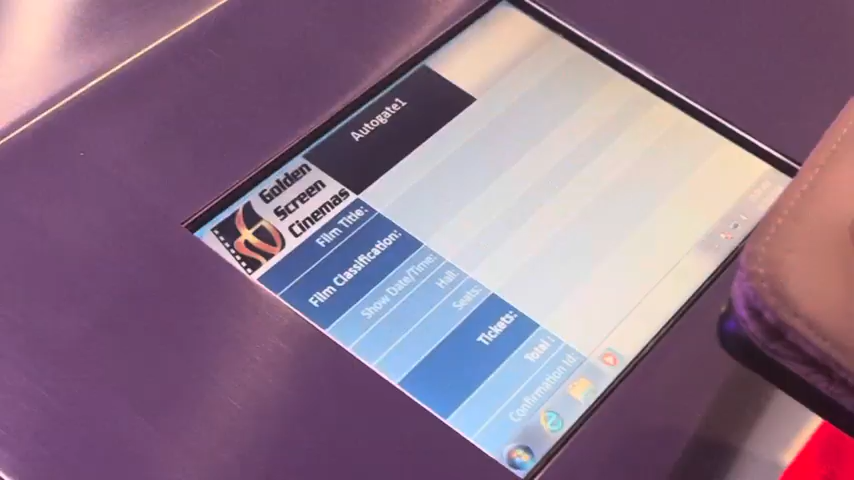 Golden
Screen
Cinemas
Autogate1
Film Title:
Film Classification:
Show Date/Time:
Hall:
Seats:
Tickets:
Total :
Confirmation Id: